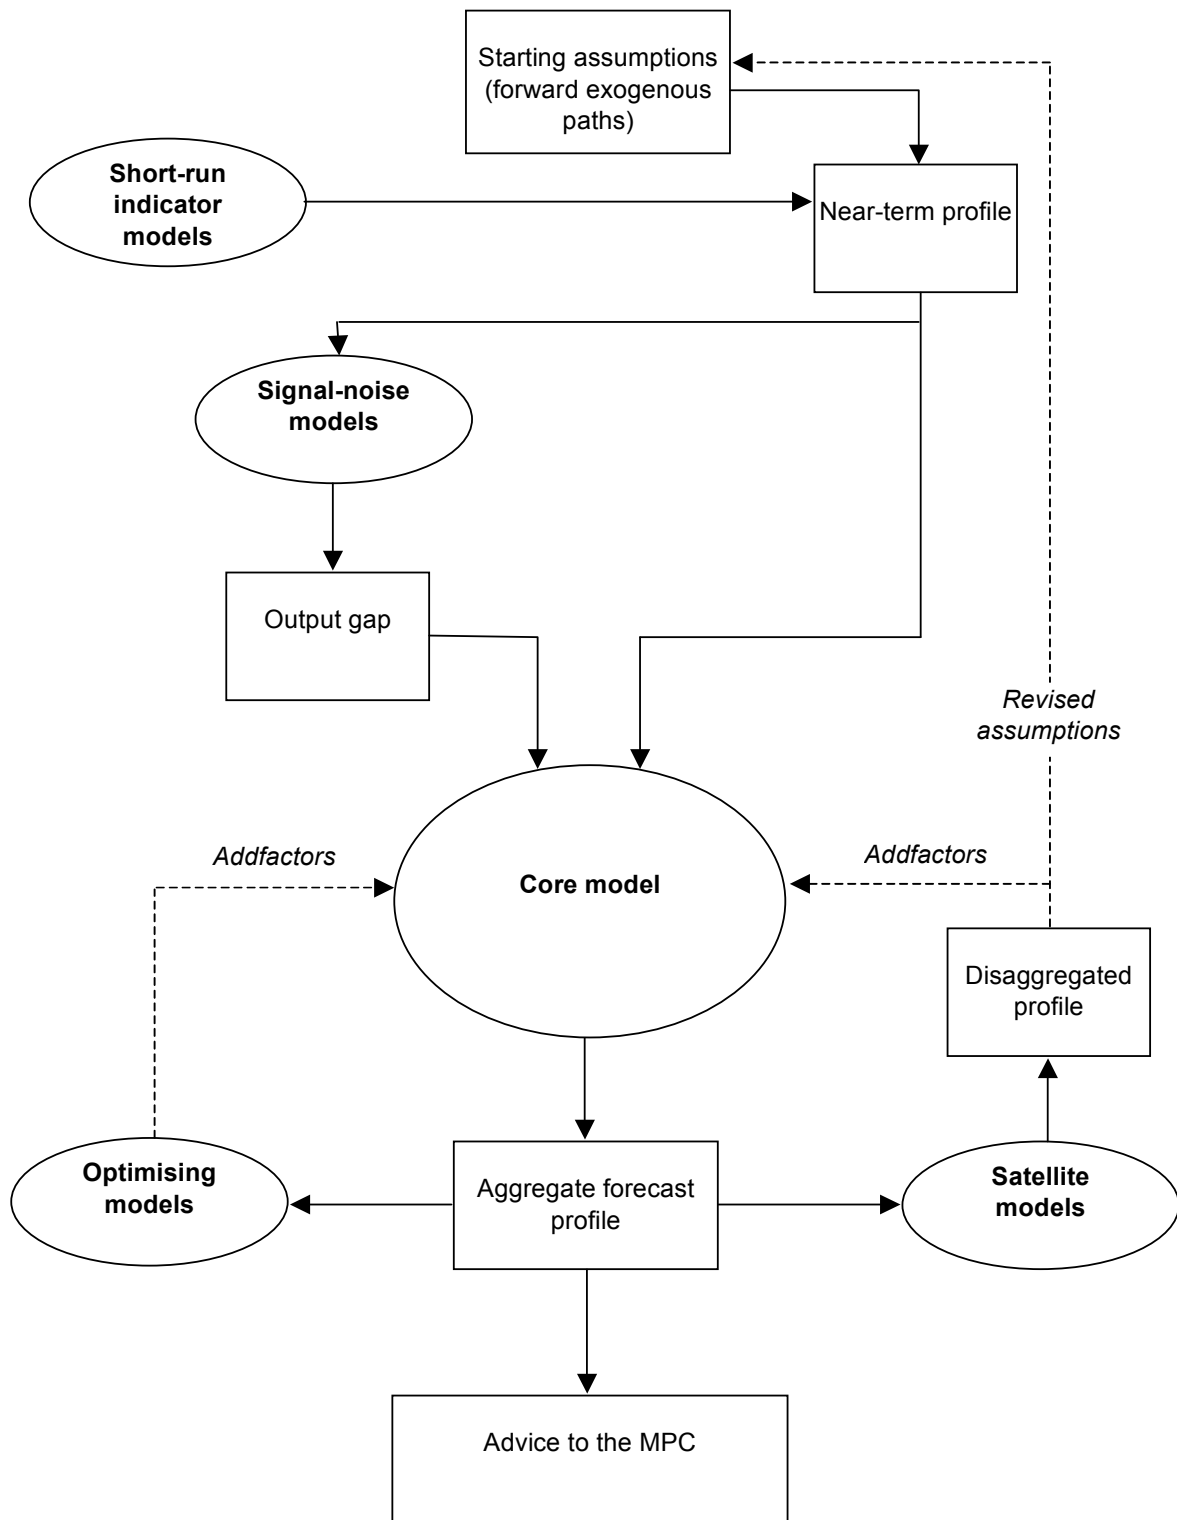 Starting assumptions
(forward exogenous
paths)
Short-run
indicator
models
Near-term profile
Signal-noise
models
Output gap
Revised
assumptions
Addfactors
Addfactors
Core model
Disaggregated
profile
Optimising
models
Aggregate forecast
profile
Satellite
models
Advice to the MPC